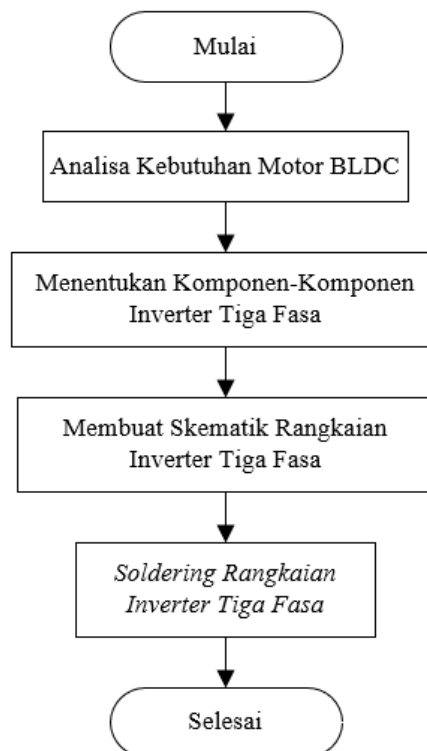 Mulai
Analisa Kebutuhan Motor BLDC
Menentukan Komponen-Komponen
Inverter Tiga Fasa
Membuat Skematik Rangkaian
Inverter Tiga Fasa
Soldering Rangkaian
Inverter Tiga Fasa
Selesai